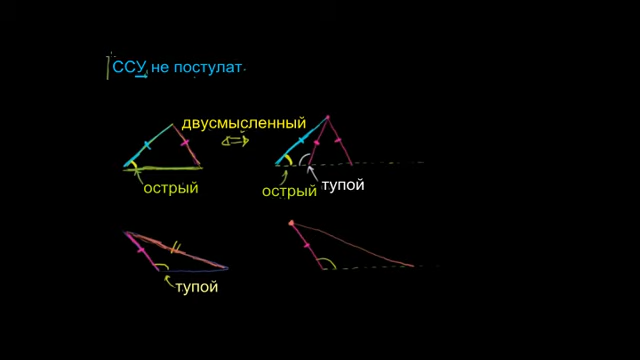 ССУ не постулат
двусмысленный
острый
острый
тупой
тупой